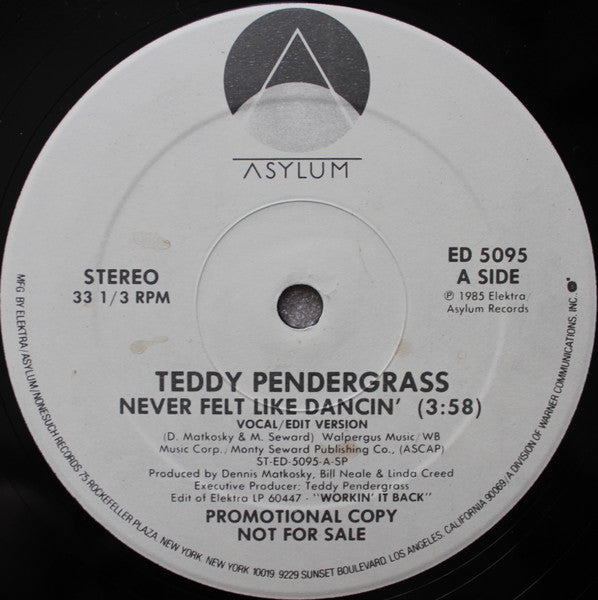 ASYLUM
STEREO
33 1/3 RPM
ED 5095
A SIDE
℗ 1985 Elektra/
Asylum Records
TEDDY PENDERGRASS
NEVER FELT LIKE DANCIN' (3:58)
VOCAL/EDIT VERSION
(D. Matkosky & M. Seward) Walpergus Music/WB
Music Corp./Monty Seward Publishing Co., (ASCAP)
ST-ED-5095-A-SP
Produced by Dennis Matkosky, Bill Neale & Linda Creed
Executive Producer: Teddy Pendergrass
Edit of Elektra LP 60447 - "WORKIN' IT BACK"
PROMOTIONAL COPY
NOT FOR SALE
MFG. BY ELEKTRA/ASYLUM/NONESUCH RECORDS 75 ROCKEFELLER PLAZA, NEW YORK, NEW YORK 10019. 9229 SUNSET BOULEVARD, LOS ANGELES, CALIFORNIA 90069/A DIVISION OF WARNER COMMUNICATIONS, INC.